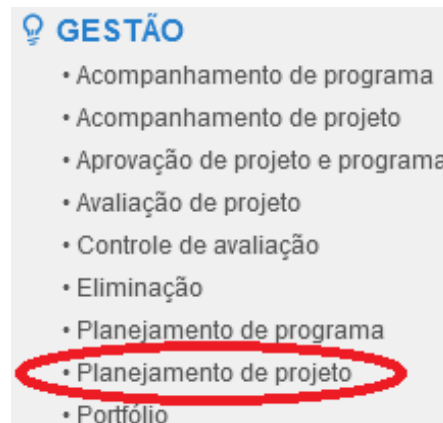 GESTÃO
• Acompanhamento de programa
• Acompanhamento de projeto
• Aprovação de projeto e programa
• Avaliação de projeto
• Controle de avaliação
• Eliminação
• Planejamento de programa
• Planejamento de projeto
• Portfólio